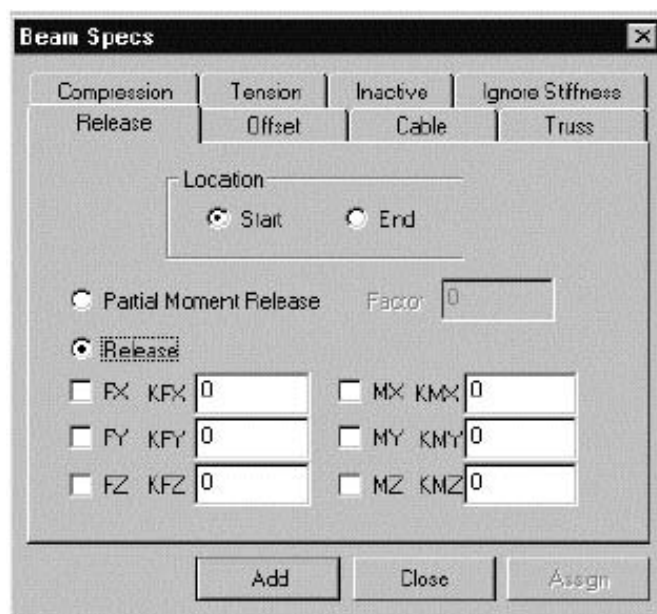 Beam Specs
Compression Tension Inactive Ignore Stiffness
Release Offset Cable Truss
Location
Start End
Partial Moment Release Factor 0
Release
FX KFX 0 MX KMX 0
FY KFY 0 MY KMY 0
FZ KFZ 0 MZ KMZ 0
Add Close Assign